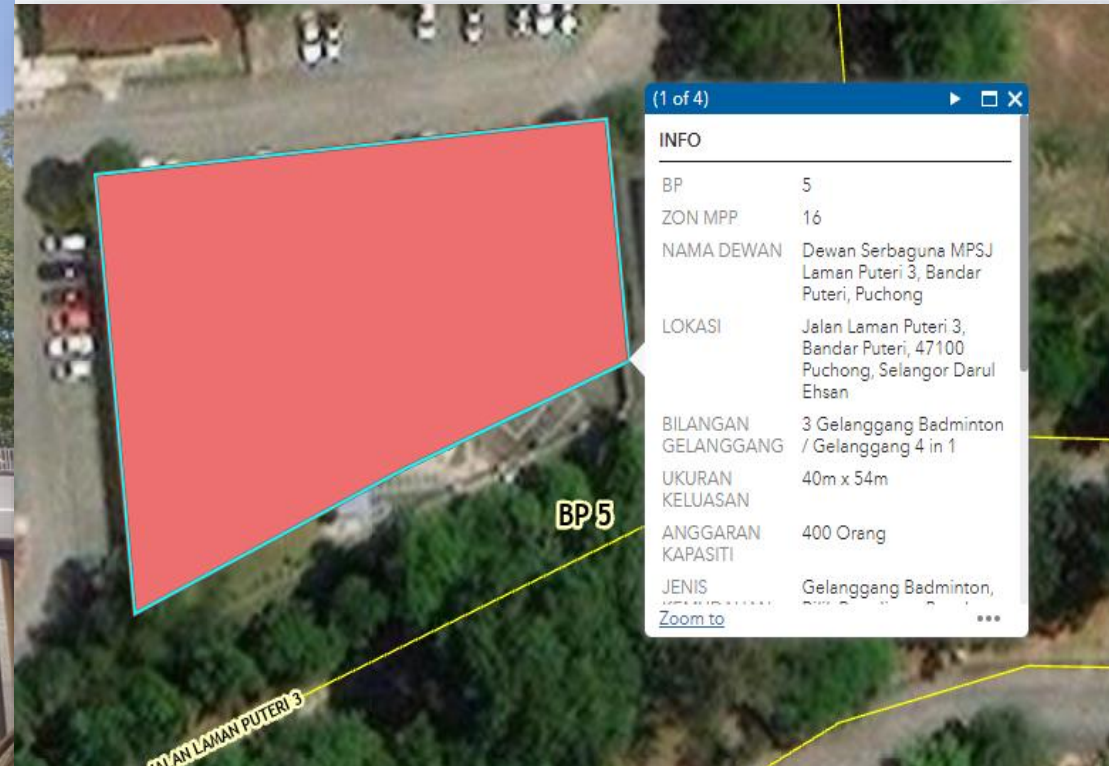 (1 of 4)
INFO
BP 5
ZON MPP 16
NAMA DEWAN Dewan Serbaguna MPSJ
Laman Puteri 3, Bandar
Puteri, Puchong
LOKASI Jalan Laman Puteri 3,
Bandar Puteri, 47100
Puchong, Selangor Darul
Ehsan
BILANGAN 3 Gelanggang Badminton
GELANGGANG / Gelanggang 4 in 1
UKURAN 40m x 54m
KELUASAN
ANGGARAN 400 Orang
KAPASITI
JENIS Gelanggang Badminton,
Zoom to
BP 5
JALAN LAMAN PUTERI 3